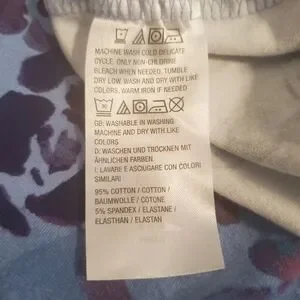 MACHINE WASH COLD DELICATE
CYCLE. ONLY NON-CHLORINE
BLEACH WHEN NEEDED. TUMBLE
DRY LOW. WASH AND DRY WITH LIKE
COLORS. WARM IRON IF NEEDED
30
GB: WASHABLE IN WASHING
MACHINE AND DRY WITH LIKE
COLORS
D: WASCHEN UND TROCKNEN MIT
ÄHNLICHEN FARBEN
I: LAVARE E ASCIUGARE CON COLORI
SIMILARI
95% COTTON / COTTON /
BAUMWOLLE / COTONE
5% SPANDEX / ELASTANE /
ELASTHAN / ELASTAN